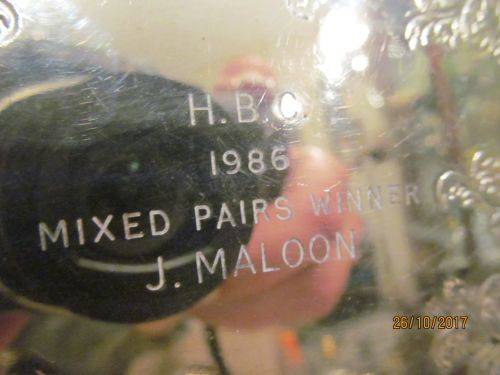 H.B.C.
1986
MIXED PAIRS WINNER
J. MALOON
26/10/2017